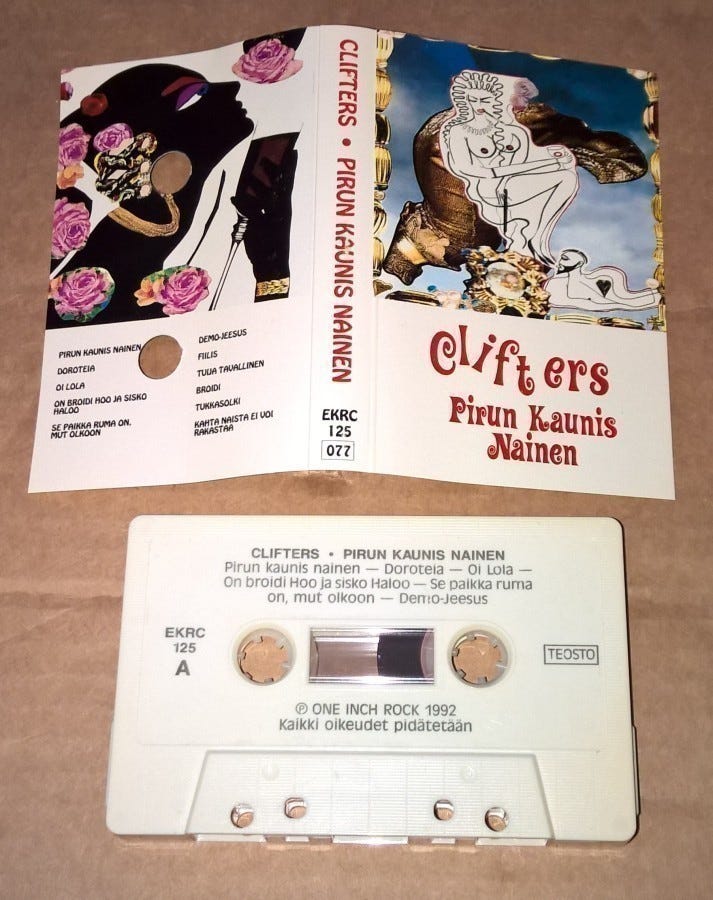 PIRUN KAUNIS NAINEN
DOROTEIA
OI LOLA
ON BROIDI HOO JA SISKO
HALOO
SE PAIKKA RUMA ON,
MUT OLKOON
DEMO-JEESUS
FIILIS
TUIJA TAVALLINEN
BROIDI
TUKKASOLKI
KAHTA NAISTA EI VOI
RAKASTAA
CLIFTERS • PIRUN KAUNIS NAINEN
EKRC
125
077
Clifters
Pirun Kaunis
Nainen
CLIFTERS • PIRUN KAUNIS NAINEN
Pirun kaunis nainen — Doroteia — Oi Lola —
On broidi Hoo ja sisko Haloo — Se paikka ruma
on, mut olkoon — Demo-Jeesus
EKRC
125
A
TEOSTO
℗ ONE INCH ROCK 1992
Kaikki oikeudet pidätetään